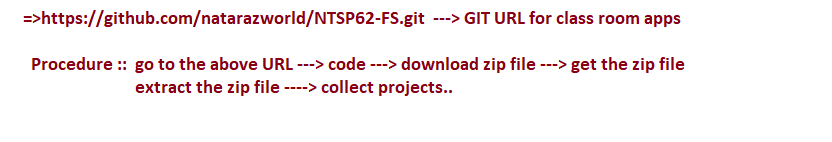 =>https://github.com/natarazworld/NTSP62-FS.git ---> GIT URL for class room apps
Procedure :: go to the above URL ---> code ---> download zip file ---> get the zip file
extract the zip file ----> collect projects..